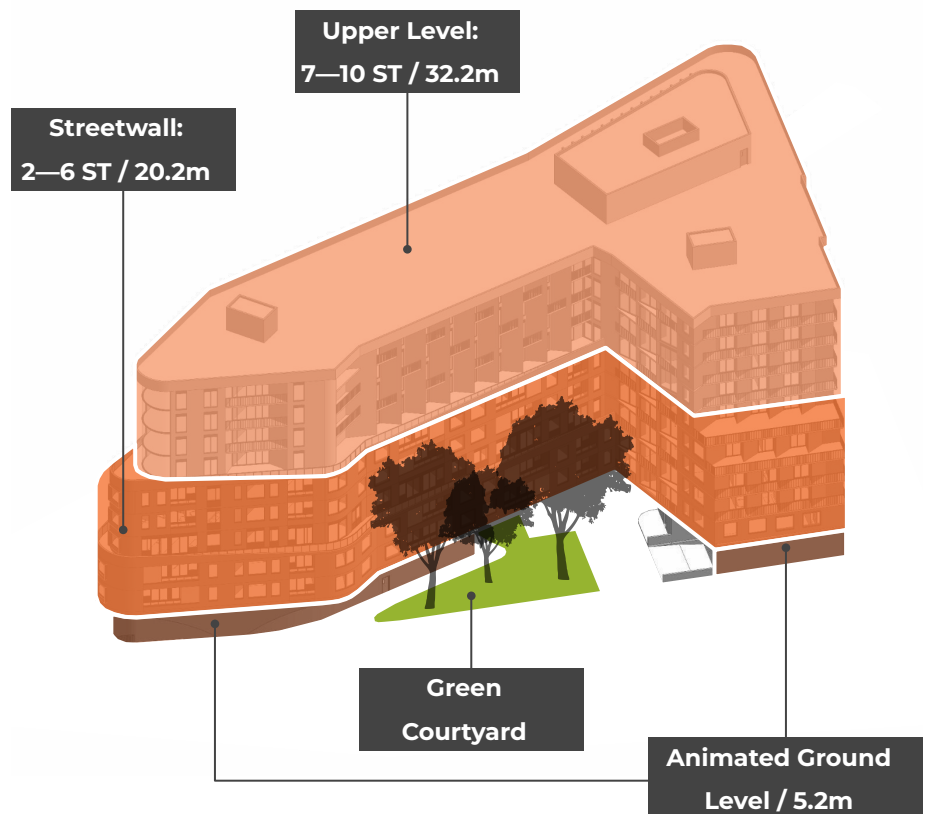 Upper Level:
7—10 ST / 32.2m
Streetwall:
2—6 ST / 20.2m
Green
Courtyard
Animated Ground
Level / 5.2m